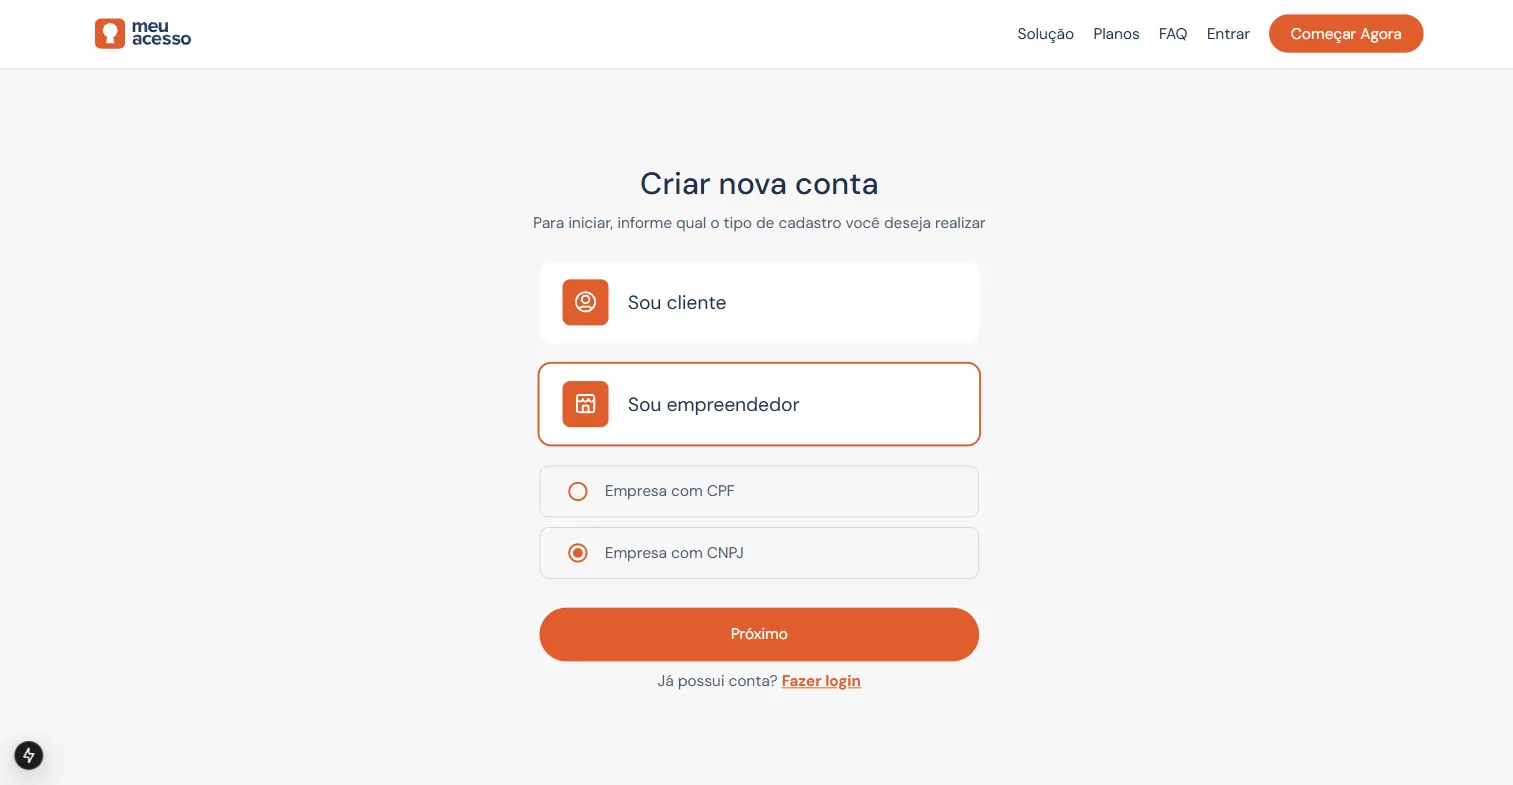 meu
acesso
Solução Planos FAQ Entrar Começar Agora
Criar nova conta
Para iniciar, informe qual o tipo de cadastro você deseja realizar
Sou cliente
Sou empreendedor
Empresa com CPF
Empresa com CNPJ
Próximo
Já possui conta? Fazer login